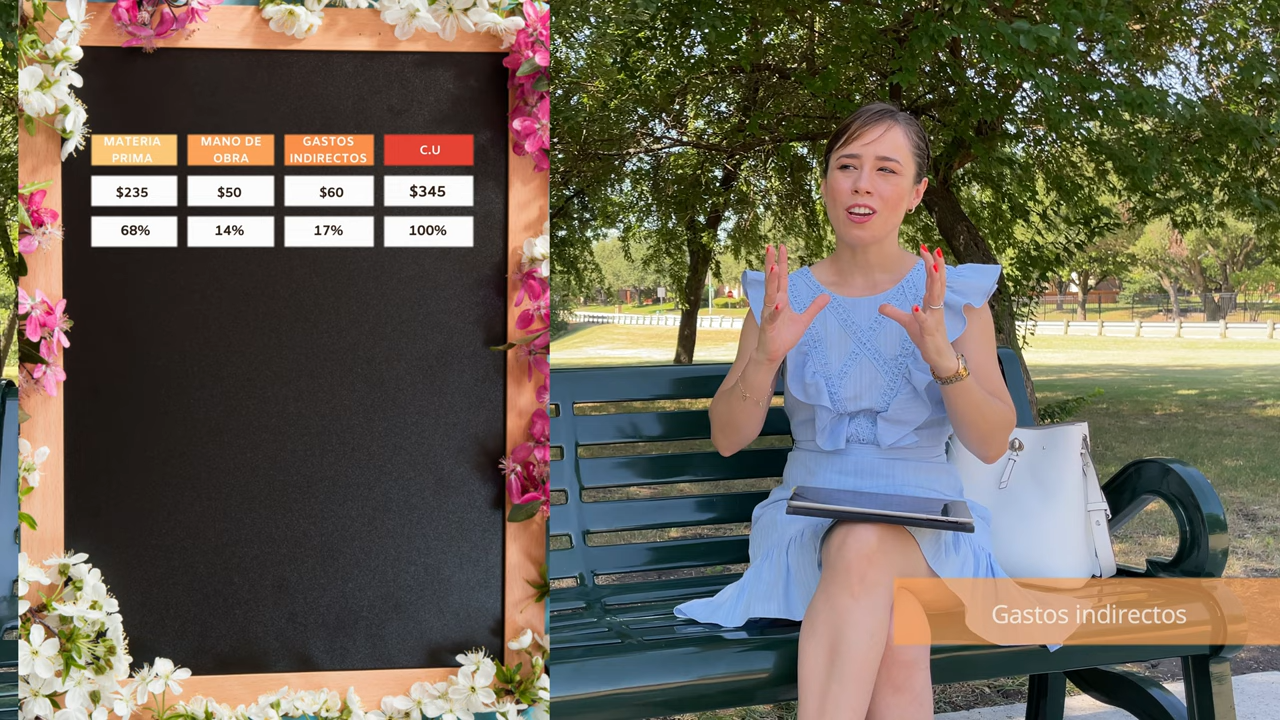 MATERIA PRIMA
MANO DE OBRA
GASTOS INDIRECTOS
C.U
$235 $50 $60 $345
68% 14% 17% 100%
Gastos indirectos